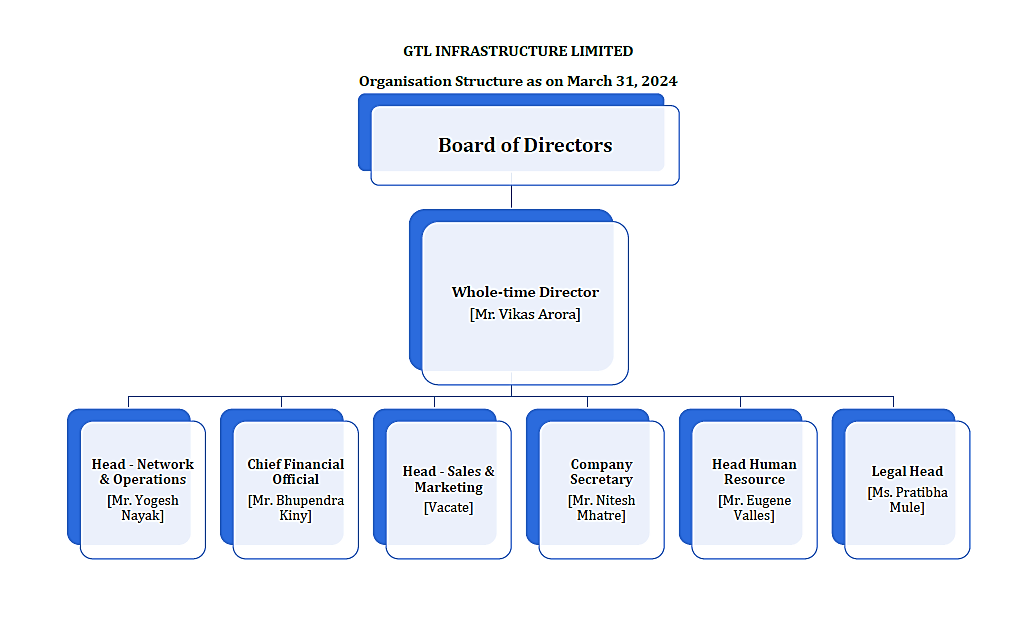 GTL INFRASTRUCTURE LIMITED
Organisation Structure as on March 31, 2024
Board of Directors
Whole-time Director
[Mr. Vikas Arora]
Head - Network
& Operations
[Mr. Yogesh
Nayak]
Chief Financial
Official
[Mr. Bhupendra
Kiny]
Head - Sales &
Marketing
[Vacate]
Company
Secretary
[Mr. Nitesh
Mhatre]
Head Human
Resource
[Mr. Eugene
Valles]
Legal Head
[Ms. Pratibha
Mule]